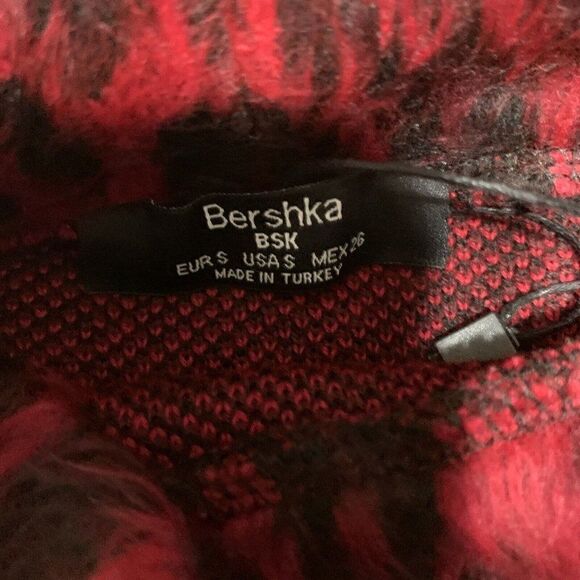 Bershka
BSK
EUR S USA S MEX 26
MADE IN TURKEY